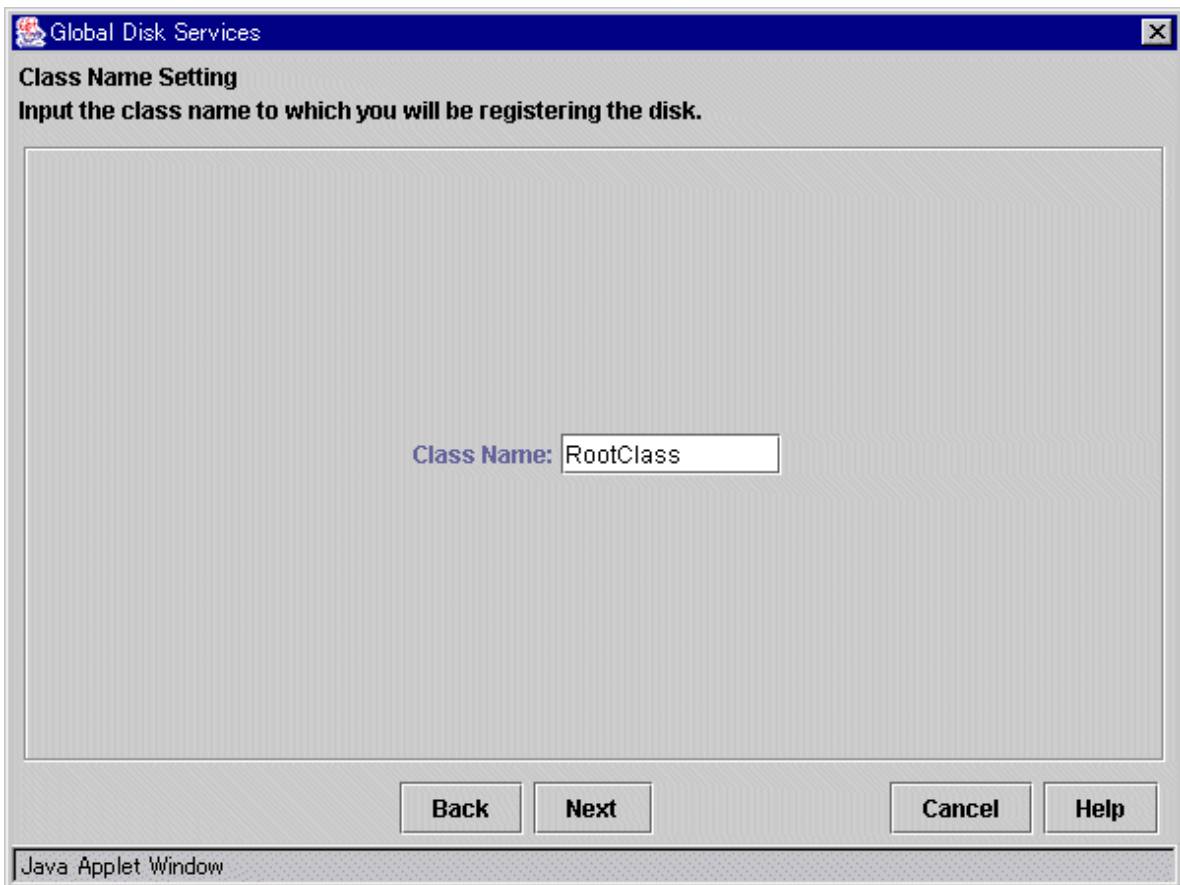 Global Disk Services
Class Name Setting
Input the class name to which you will be registering the disk.
Class Name: RootClass
Back Next Cancel Help
Java Applet Window